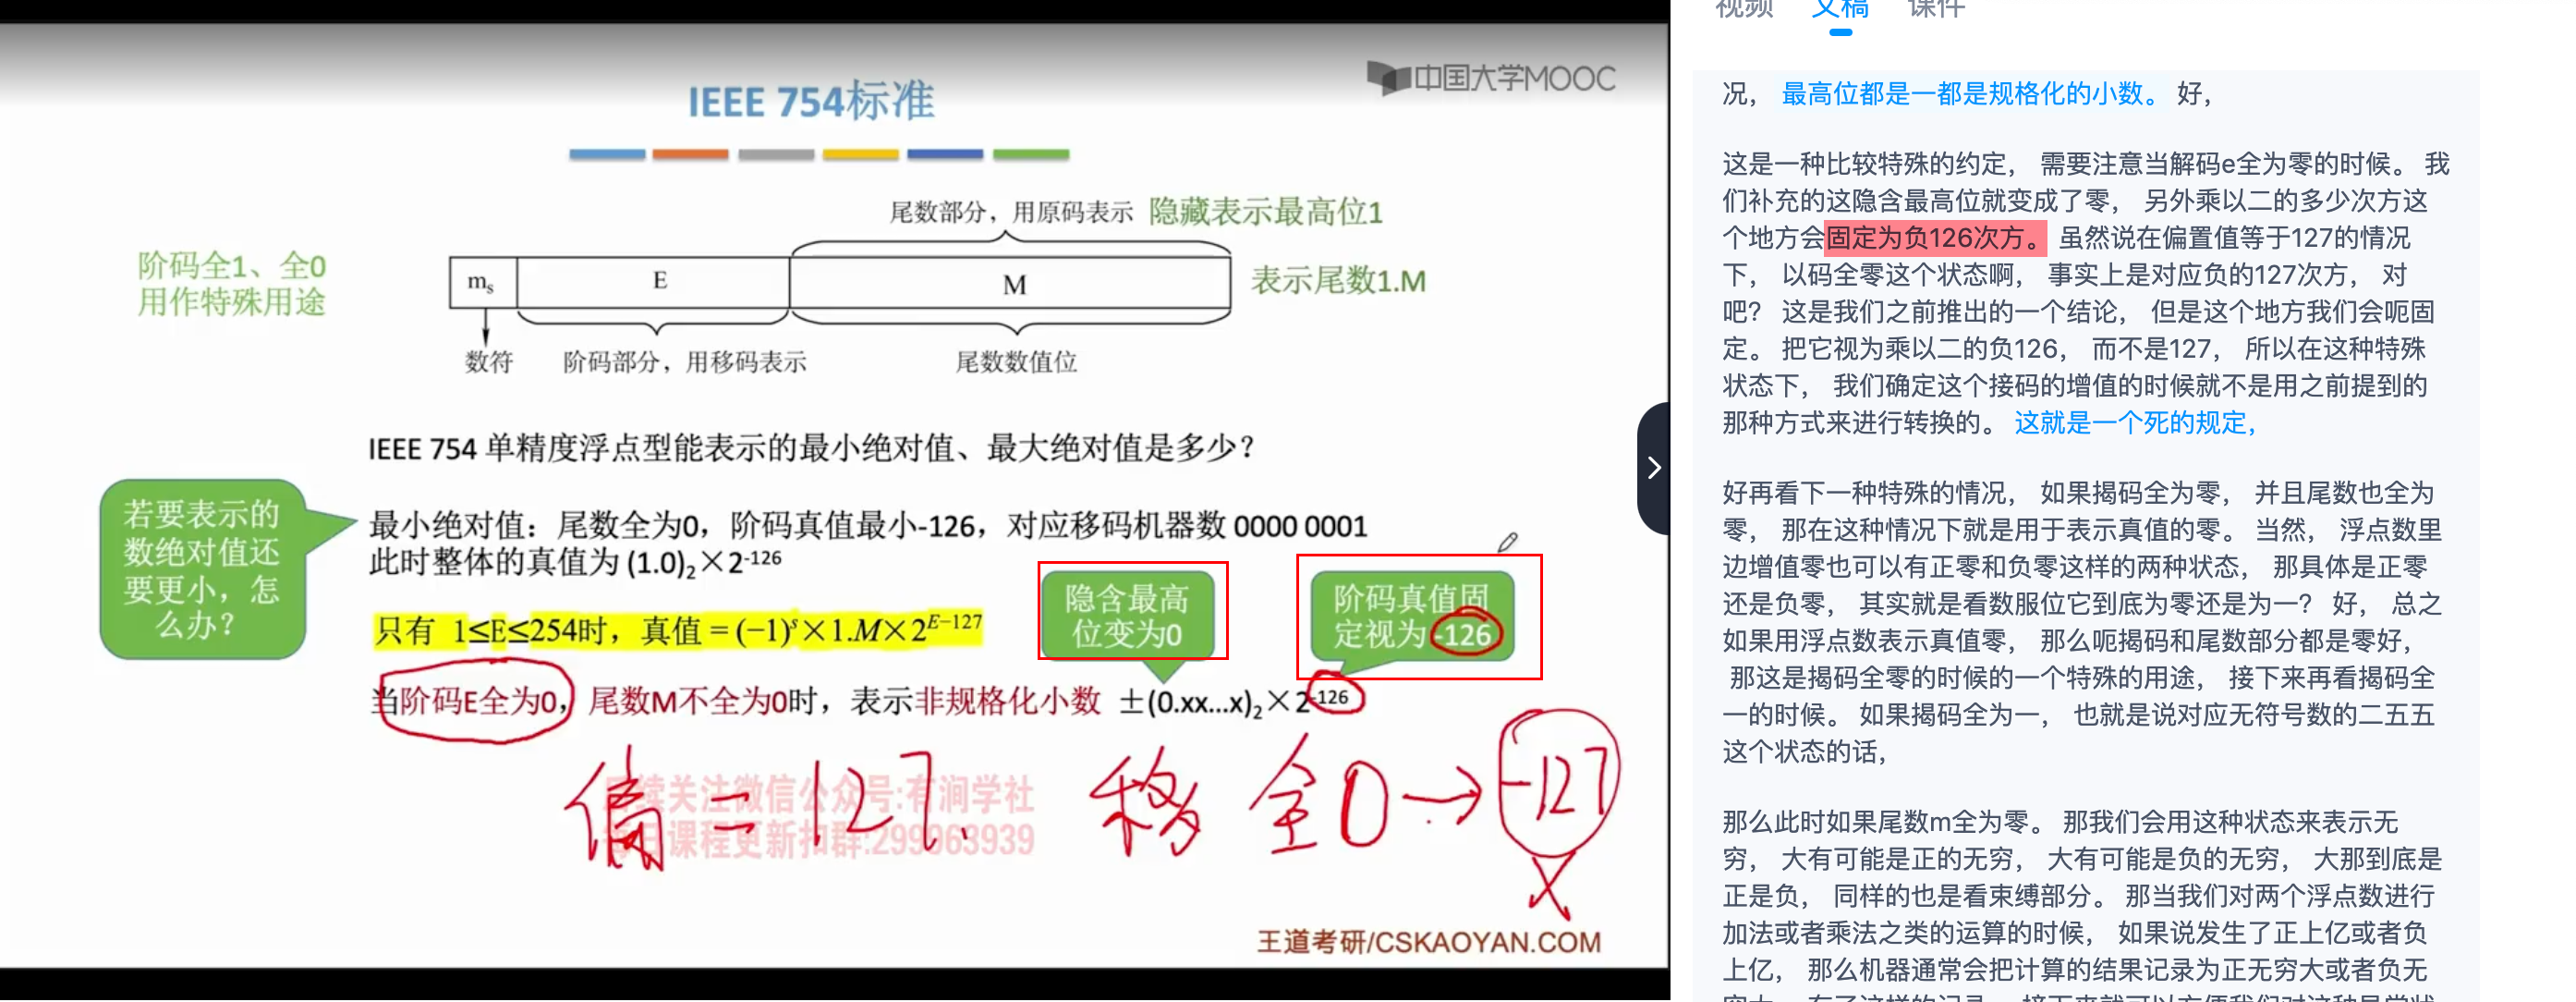 中国大学MOOC
IEEE 754标准
尾数部分，用原码表示 隐藏表示最高位1
阶码全1、全0
用作特殊用途
ms E M
表示尾数1.M
数符 阶码部分，用移码表示 尾数数值位
IEEE 754 单精度浮点型能表示的最小绝对值、最大绝对值是多少？
若要表示的
数绝对值还
要更小，怎
么办？
最小绝对值：尾数全为0，阶码真值最小-126，对应移码机器数 0000 0001
此时整体的真值为 (1.0)₂×2⁻¹²⁶
隐含最高
位变为0
阶码真值固
定视为-126
只有 1≤E≤254时，真值 = (−1)ˢ×1.M×2ᴱ⁻¹²⁷
当阶码E全为0，尾数M不全为0时，表示非规格化小数 ±(0.xx...x)₂×2⁻¹²⁶
偏=127. 移 全0→-127
续关注微信公众号:有涧学社
每日课程更新扣群:299963939
王道考研/CSKAOYAN.COM
视频 文稿 课件
况， 最高位都是一都是规格化的小数。 好，
这是一种比较特殊的约定， 需要注意当解码e全为零的时候。 我
们补充的这隐含最高位就变成了零， 另外乘以二的多少次方这
个地方会固定为负126次方。 虽然说在偏置值等于127的情况
下， 以码全零这个状态啊， 事实上是对应负的127次方， 对
吧？ 这是我们之前推出的一个结论， 但是这个地方我们会呃固
定。 把它视为乘以二的负126， 而不是127， 所以在这种特殊
状态下， 我们确定这个接码的增值的时候就不是用之前提到的
那种方式来进行转换的。 这就是一个死的规定，
好再看下一种特殊的情况， 如果揭码全为零， 并且尾数也全为
零， 那在这种情况下就是用于表示真值的零。 当然， 浮点数里
边增值零也可以有正零和负零这样的两种状态， 那具体是正零
还是负零， 其实就是看数服位它到底为零还是为一？ 好， 总之
如果用浮点数表示真值零， 那么呃揭码和尾数部分都是零好，
那这是揭码全零的时候的一个特殊的用途， 接下来再看揭码全
一的时候。 如果揭码全为一， 也就是说对应无符号数的二五五
这个状态的话，
那么此时如果尾数m全为零。 那我们会用这种状态来表示无
穷， 大有可能是正的无穷， 大有可能是负的无穷， 大那到底是
正是负， 同样的也是看束缚部分。 那当我们对两个浮点数进行
加法或者乘法之类的运算的时候， 如果说发生了正上亿或者负
上亿， 那么机器通常会把计算的结果记录为正无穷大或者负无